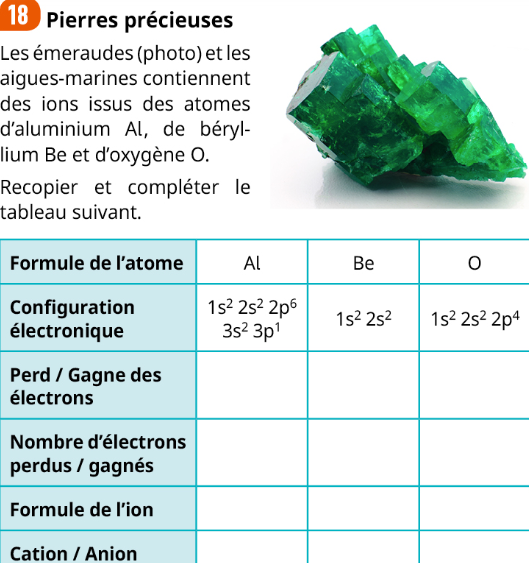 18 Pierres précieuses
Les émeraudes (photo) et les
aigues-marines contiennent
des ions issus des atomes
d'aluminium Al, de béryl-
lium Be et d'oxygène O.
Recopier et compléter le
tableau suivant.
Formule de l'atome Al Be O
Configuration
électronique
1s² 2s² 2p⁶
3s² 3p¹
1s² 2s²
1s² 2s² 2p⁴
Perd / Gagne des
électrons
Nombre d'électrons
perdus / gagnés
Formule de l'ion
Cation / Anion